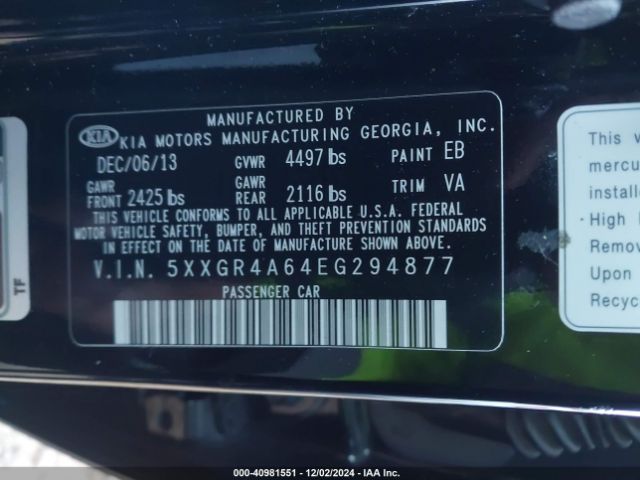 MANUFACTURED BY
KIA KIA MOTORS MANUFACTURING GEORGIA, INC.
DEC/06/13 GVWR 4497 lbs PAINT EB
GAWR FRONT 2425 lbs GAWR REAR 2116 lbs TRIM VA
THIS VEHICLE CONFORMS TO ALL APPLICABLE U.S.A. FEDERAL
MOTOR VEHICLE SAFETY, BUMPER, AND THEFT PREVENTION STANDARDS
IN EFFECT ON THE DATE OF MANUFACTURE SHOWN ABOVE.
V.I.N. 5XXGR4A64EG294877
PASSENGER CAR
TF
This v
mercu
install
· High I
Remov
Upon
Recyc
000-40981551 - 12/02/2024 - IAA Inc.